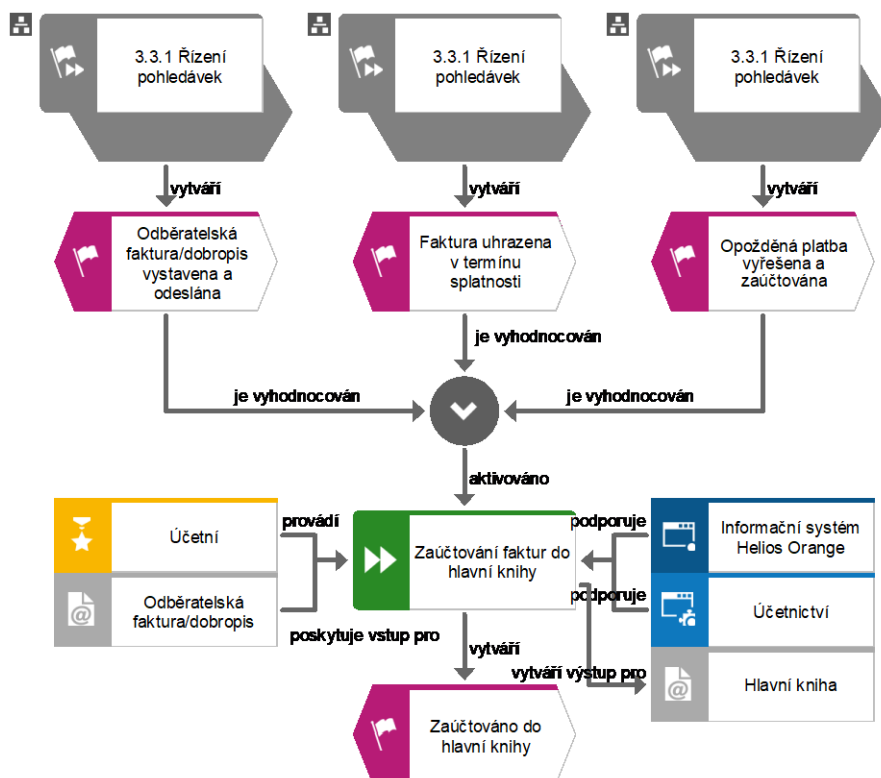 3.3.1 Řízení
pohledávek
3.3.1 Řízení
pohledávek
3.3.1 Řízení
pohledávek
vytváří
vytváří
vytváří
Odběratelská
faktura/dobropis
vystavena a
odeslána
Faktura uhrazena
v termínu
splatnosti
Opožděná platba
vyřešena a
zaúčtována
je vyhodnocován
je vyhodnocován
je vyhodnocován
aktivováno
Účetní
provádí
Odběratelská
faktura/dobropis
poskytuje vstup pro
Zaúčtování faktur do
hlavní knihy
podporuje
Informační systém
Helios Orange
podporuje
Účetnictví
vytváří
vytváří výstup pro
Hlavní kniha
Zaúčtováno do
hlavní knihy